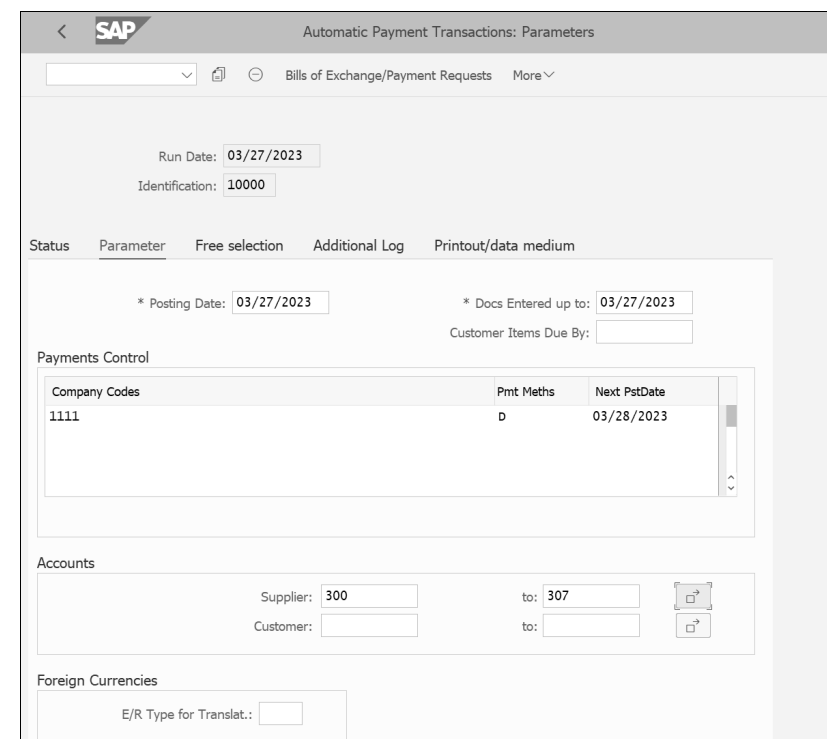 SAP Automatic Payment Transactions: Parameters
Bills of Exchange/Payment Requests More
Run Date: 03/27/2023
Identification: 10000
Status Parameter Free selection Additional Log Printout/data medium
* Posting Date: 03/27/2023 * Docs Entered up to: 03/27/2023
Customer Items Due By:
Payments Control
Company Codes Pmt Meths Next PstDate
1111 D 03/28/2023
Accounts
Supplier: 300 to: 307
Customer: to:
Foreign Currencies
E/R Type for Translat.: